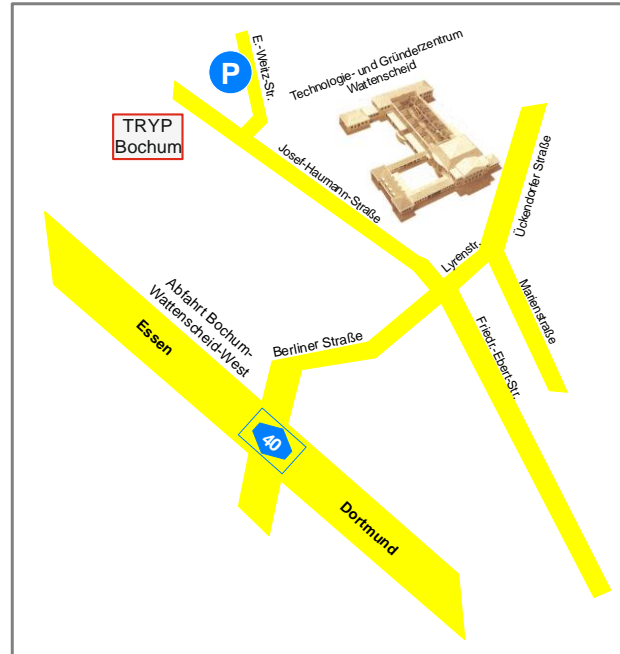 E.-Weitz-Str.
P
Technologie- und Gründerzentrum
Wattenscheid
TRYP
Bochum
Josef-Haumann-Straße
Ückendorfer Straße
Lyrenstr.
Marienstraße
Abfahrt Bochum-
Wattenscheid-West
Essen
Berliner Straße
Friedr.-Ebert-Str.
40
Dortmund